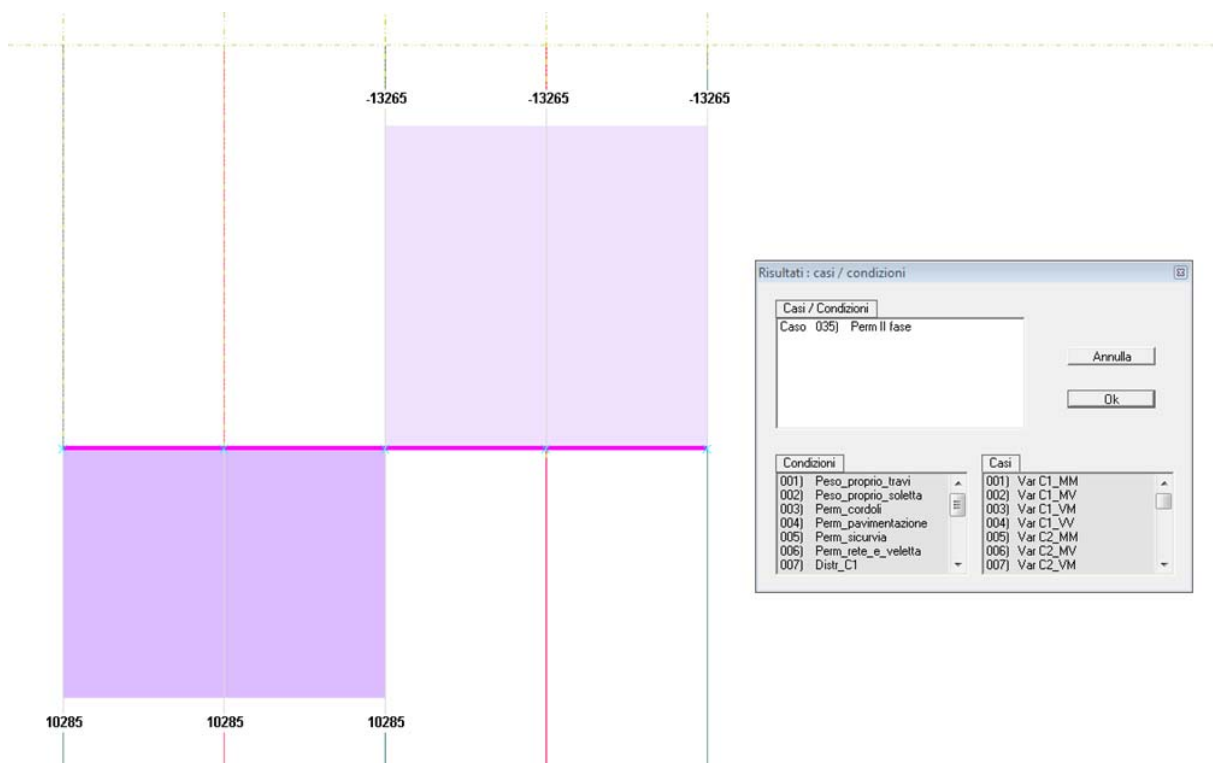 -13265 -13265 -13265
Risultati : casi / condizioni
Casi / Condizioni
Caso 035) Perm II fase
Annulla
Ok
Condizioni
001) Peso_proprio_travi
002) Peso_proprio_soletta
003) Perm_cordoli
004) Perm_pavimentazione
005) Perm_sicurvia
006) Perm_rete_e_veletta
007) Distr_C1
Casi
001) Var C1_MM
002) Var C1_MV
003) Var C1_VM
004) Var C1_VV
005) Var C2_MM
006) Var C2_MV
007) Var C2_VM
10285 10285 10285